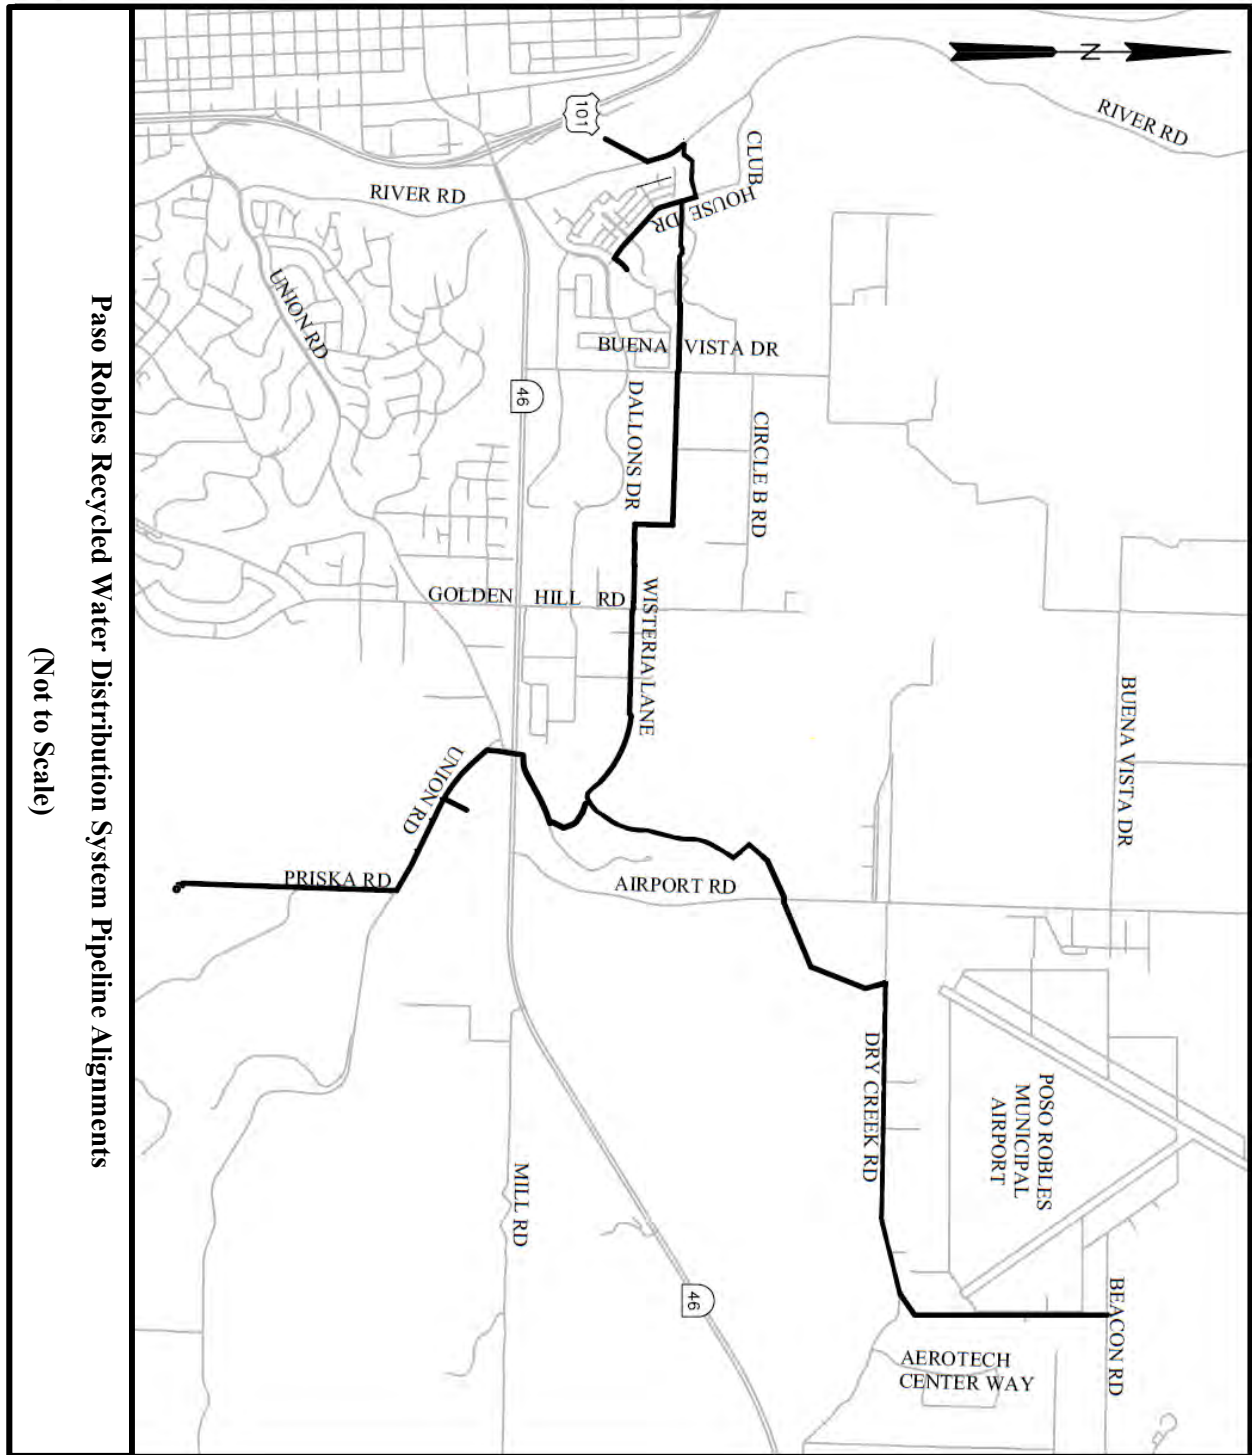 N
RIVER RD
101
CLUB
HOUSE DR
RIVER RD
UNION RD
BUENA VISTA DR
46
DALLONS DR
CIRCLE B RD
GOLDEN HILL RD
WISTERIA LANE
BUENA VISTA DR
UNION RD
PRISKA RD
AIRPORT RD
DRY CREEK RD
POSO ROBLES
MUNICIPAL
AIRPORT
MILL RD
46
BEACON RD
AEROTECH
CENTER WAY
Paso Robles Recycled Water Distribution System Pipeline Alignments
(Not to Scale)